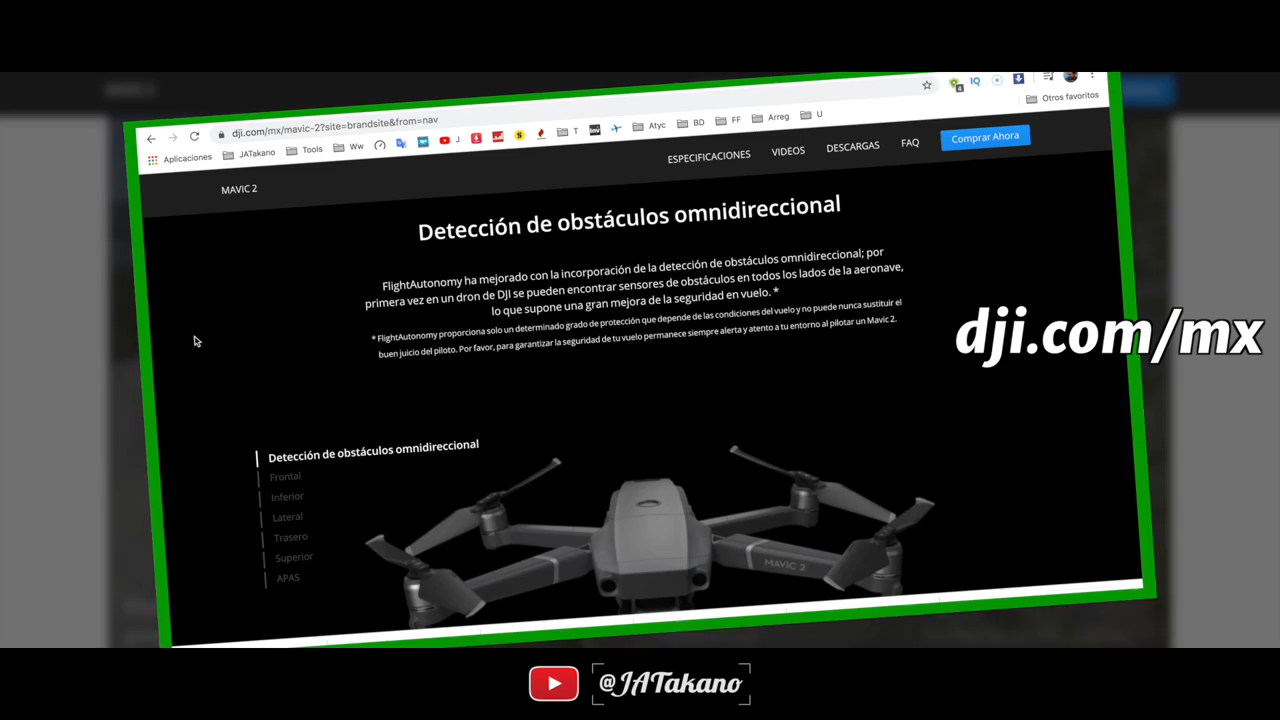 dji.com/mx/mavic-2?site=brandsite&from=nav
Aplicaciones JATakano Tools Ww J T Atyc BD FF Arreg U Otros favoritos
MAVIC 2 ESPECIFICACIONES VIDEOS DESCARGAS FAQ Comprar Ahora
Detección de obstáculos omnidireccional
FlightAutonomy ha mejorado con la incorporación de la detección de obstáculos omnidireccional; por
primera vez en un dron de DJI se pueden encontrar sensores de obstáculos en todos los lados de la aeronave,
lo que supone una gran mejora de la seguridad en vuelo. *
* FlightAutonomy proporciona solo un determinado grado de protección que depende de las condiciones del vuelo y no puede nunca sustituir el
buen juicio del piloto. Por favor, para garantizar la seguridad de tu vuelo permanece siempre alerta y atento a tu entorno al pilotar un Mavic 2.
dji.com/mx
Detección de obstáculos omnidireccional
Frontal
Inferior
Lateral
Trasero
Superior
APAS
MAVIC 2
@JATakano